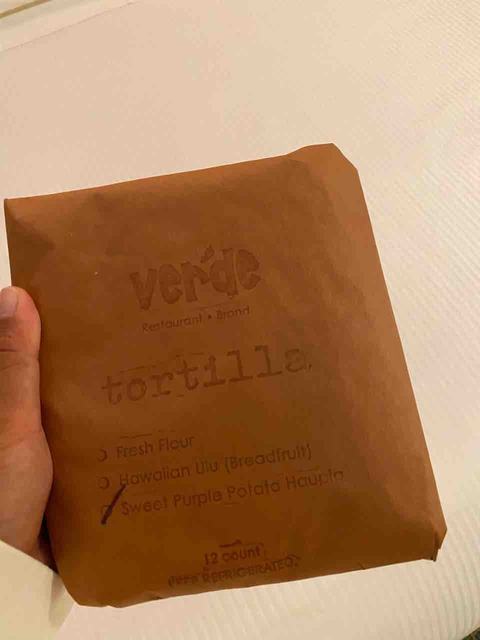 verde
Restaurant • Brand
tortilla
Fresh Flour
Hawaiian Ulu (Breadfruit)
Sweet Purple Potato Haupia
12 count
KEEP REFRIGERATED.